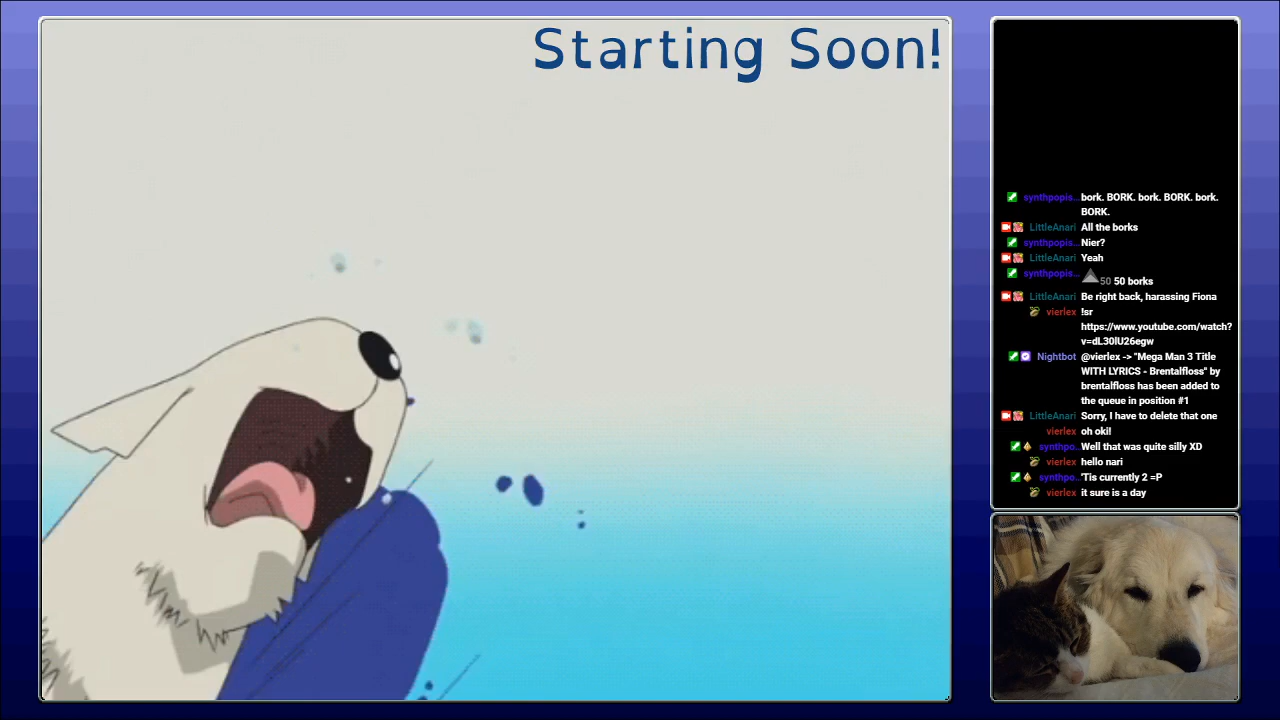 Starting Soon!
synthpopis... bork. BORK. bork. BORK. bork.
BORK.
LittleAnari All the borks
synthpopis... Nier?
LittleAnari Yeah
synthpopis... 50 50 borks
LittleAnari Be right back, harassing Fiona
vierlex !sr
https://www.youtube.com/watch?
v=dL30lU26egw
Nightbot @vierlex -> "Mega Man 3 Title
WITH LYRICS - Brentalfloss" by
brentalfloss has been added to
the queue in position #1
LittleAnari Sorry, I have to delete that one
vierlex oh oki!
synthpo... Well that was quite silly XD
vierlex hello nari
synthpo... 'Tis currently 2 =P
vierlex it sure is a day